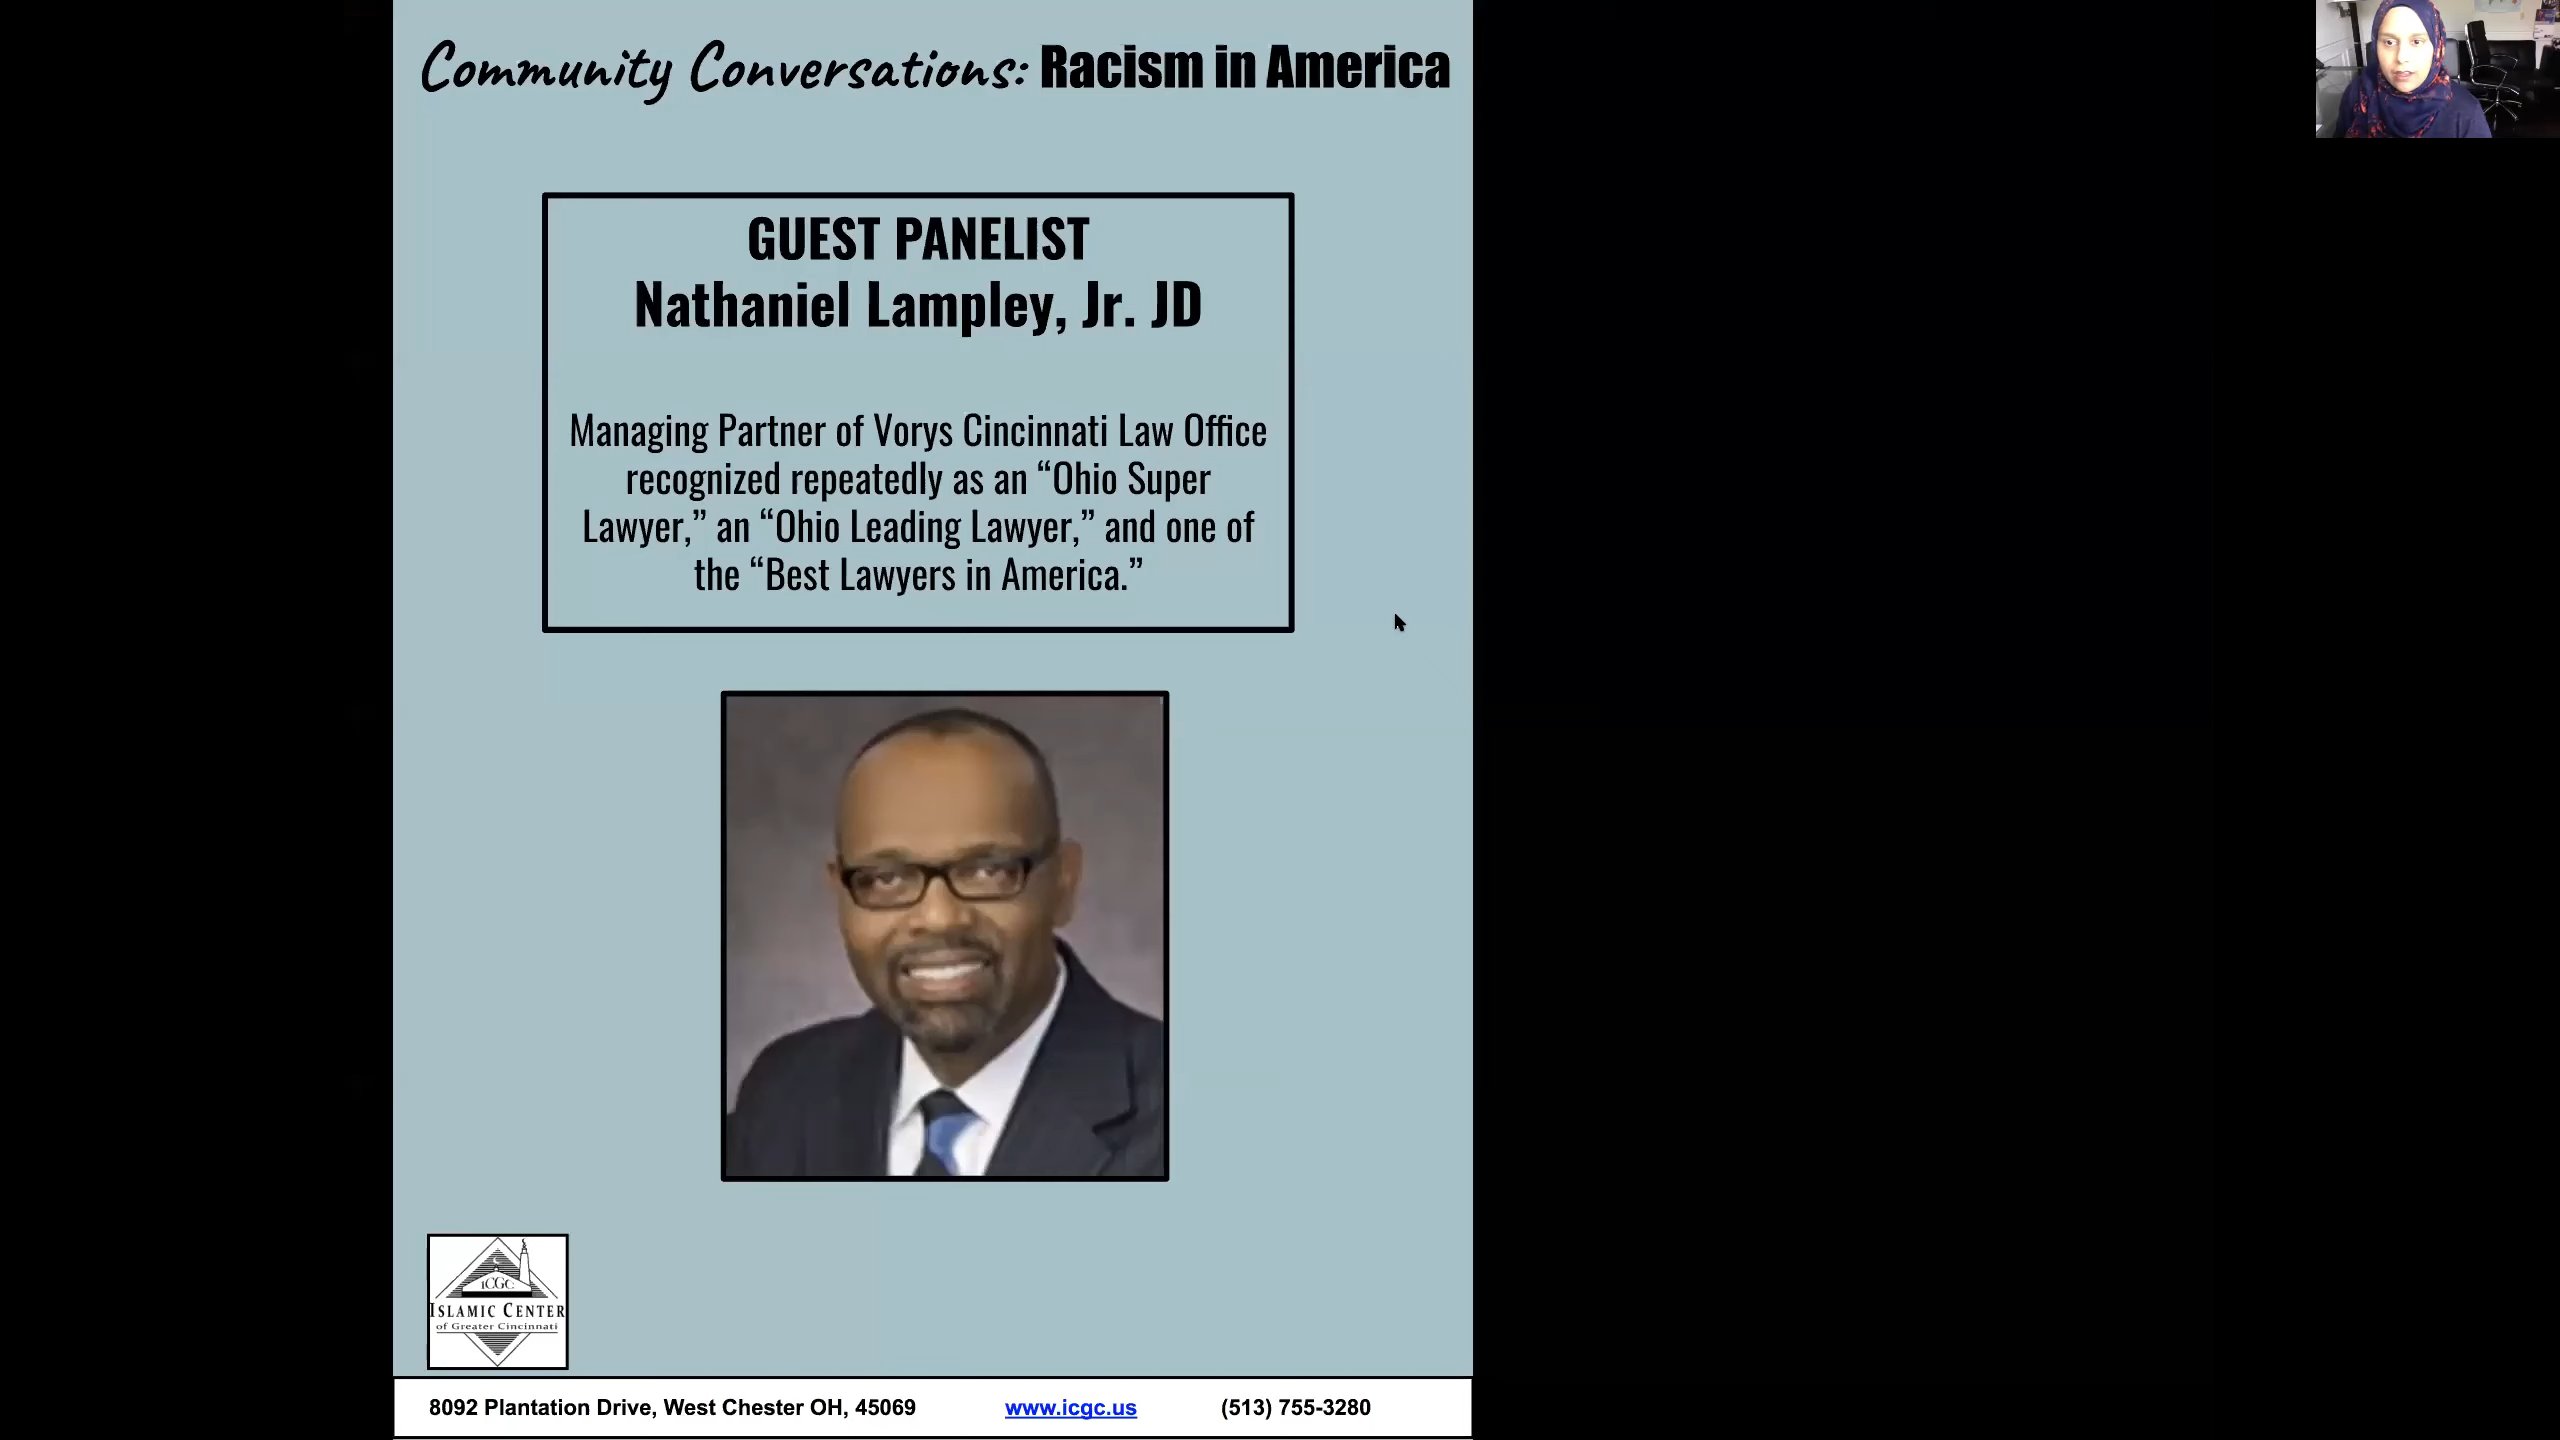 Community Conversations: Racism in America
GUEST PANELIST
Nathaniel Lampley, Jr. JD
Managing Partner of Vorys Cincinnati Law Office
recognized repeatedly as an “Ohio Super
Lawyer,” an “Ohio Leading Lawyer,” and one of
the “Best Lawyers in America.”
ICGC
ISLAMIC CENTER
of Greater Cincinnati
8092 Plantation Drive, West Chester OH, 45069 www.icgc.us (513) 755-3280